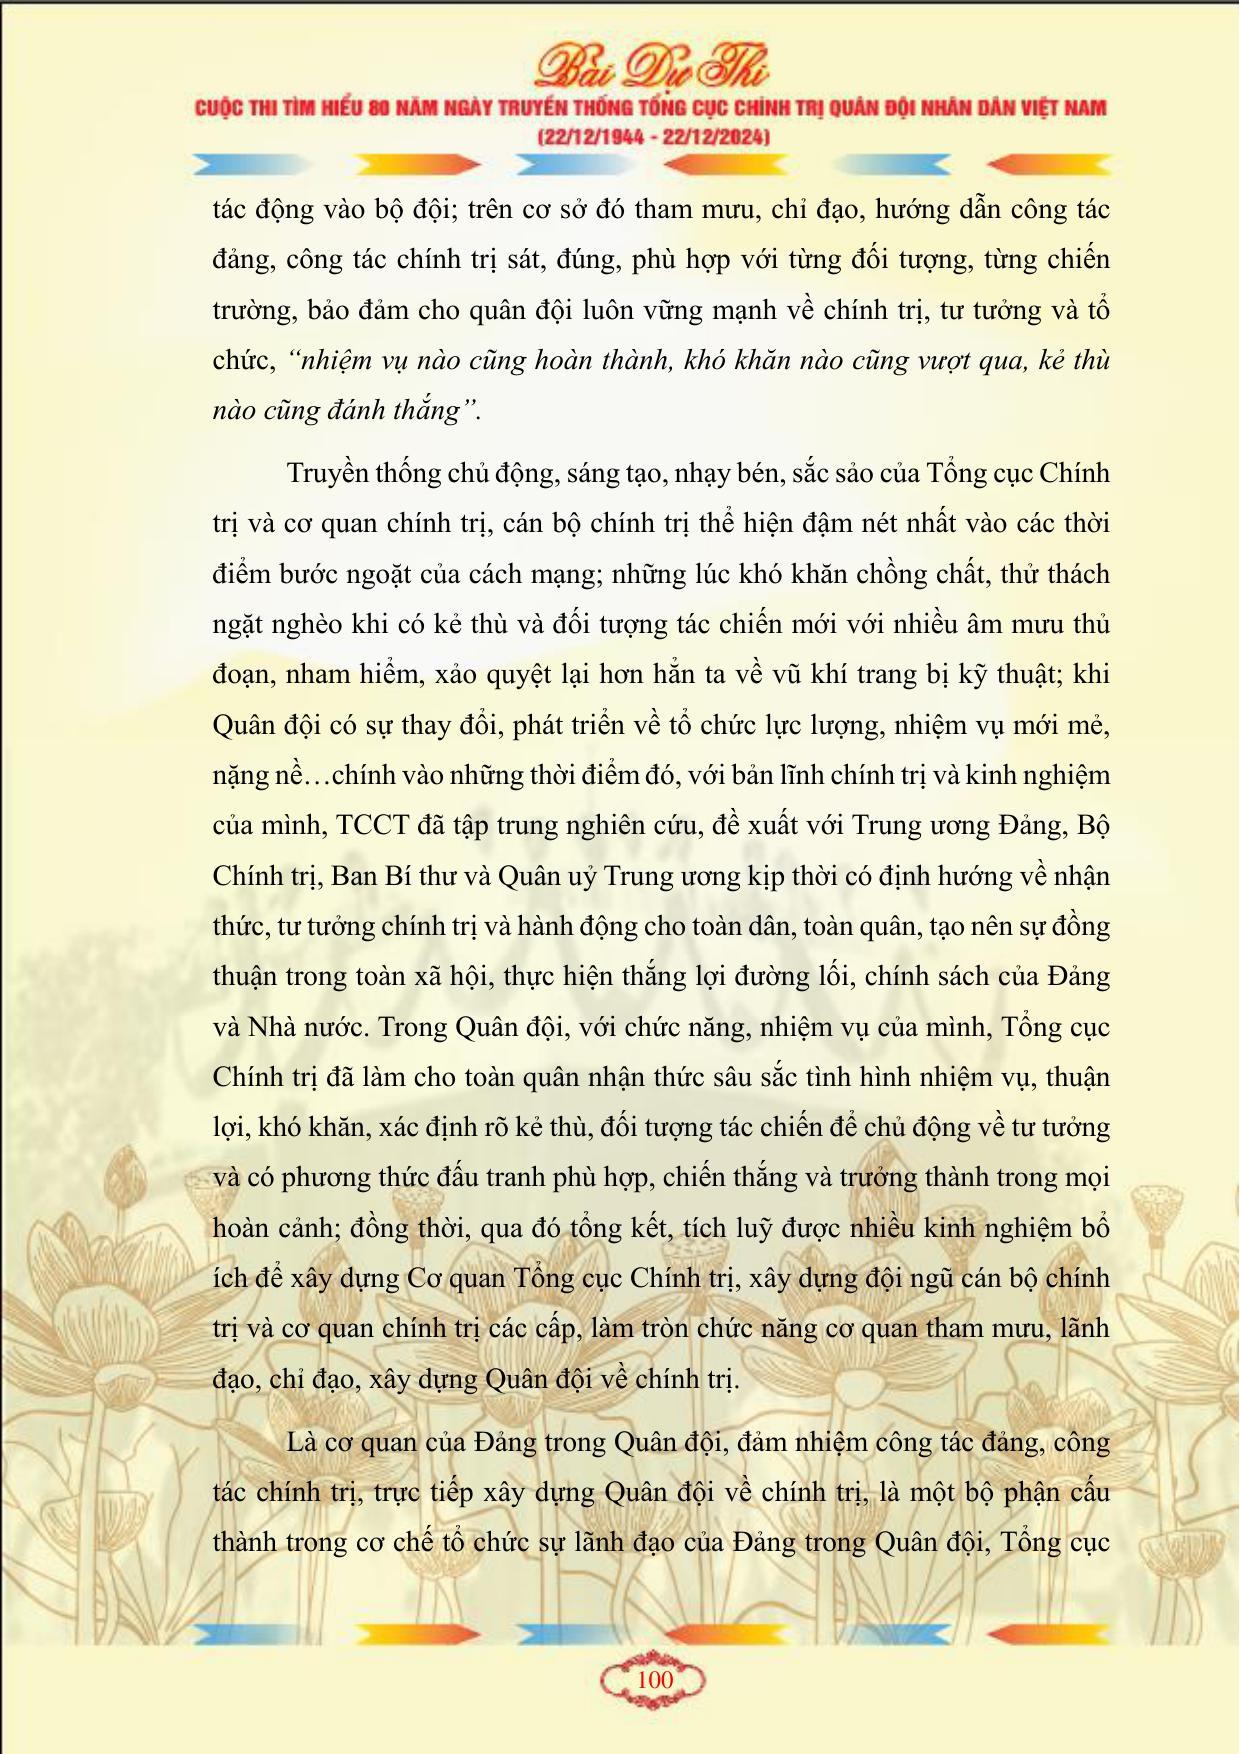 Bài Dự Thi
CUỘC THI TÌM HIỂU 80 NĂM NGÀY TRUYỀN THỐNG TỔNG CỤC CHÍNH TRỊ QUÂN ĐỘI NHÂN DÂN VIỆT NAM
(22/12/1944 - 22/12/2024)
tác động vào bộ đội; trên cơ sở đó tham mưu, chỉ đạo, hướng dẫn công tác
đảng, công tác chính trị sát, đúng, phù hợp với từng đối tượng, từng chiến
trường, bảo đảm cho quân đội luôn vững mạnh về chính trị, tư tưởng và tổ
chức, “nhiệm vụ nào cũng hoàn thành, khó khăn nào cũng vượt qua, kẻ thù
nào cũng đánh thắng”.
Truyền thống chủ động, sáng tạo, nhạy bén, sắc sảo của Tổng cục Chính
trị và cơ quan chính trị, cán bộ chính trị thể hiện đậm nét nhất vào các thời
điểm bước ngoặt của cách mạng; những lúc khó khăn chồng chất, thử thách
ngặt nghèo khi có kẻ thù và đối tượng tác chiến mới với nhiều âm mưu thủ
đoạn, nham hiểm, xảo quyệt lại hơn hẳn ta về vũ khí trang bị kỹ thuật; khi
Quân đội có sự thay đổi, phát triển về tổ chức lực lượng, nhiệm vụ mới mẻ,
nặng nề…chính vào những thời điểm đó, với bản lĩnh chính trị và kinh nghiệm
của mình, TCCT đã tập trung nghiên cứu, đề xuất với Trung ương Đảng, Bộ
Chính trị, Ban Bí thư và Quân uỷ Trung ương kịp thời có định hướng về nhận
thức, tư tưởng chính trị và hành động cho toàn dân, toàn quân, tạo nên sự đồng
thuận trong toàn xã hội, thực hiện thắng lợi đường lối, chính sách của Đảng
và Nhà nước. Trong Quân đội, với chức năng, nhiệm vụ của mình, Tổng cục
Chính trị đã làm cho toàn quân nhận thức sâu sắc tình hình nhiệm vụ, thuận
lợi, khó khăn, xác định rõ kẻ thù, đối tượng tác chiến để chủ động về tư tưởng
và có phương thức đấu tranh phù hợp, chiến thắng và trưởng thành trong mọi
hoàn cảnh; đồng thời, qua đó tổng kết, tích luỹ được nhiều kinh nghiệm bổ
ích để xây dựng Cơ quan Tổng cục Chính trị, xây dựng đội ngũ cán bộ chính
trị và cơ quan chính trị các cấp, làm tròn chức năng cơ quan tham mưu, lãnh
đạo, chỉ đạo, xây dựng Quân đội về chính trị.
Là cơ quan của Đảng trong Quân đội, đảm nhiệm công tác đảng, công
tác chính trị, trực tiếp xây dựng Quân đội về chính trị, là một bộ phận cấu
thành trong cơ chế tổ chức sự lãnh đạo của Đảng trong Quân đội, Tổng cục
100